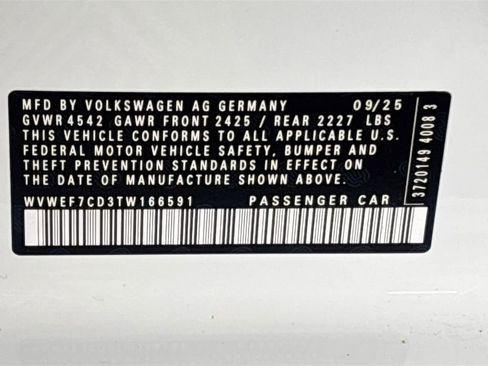 MFD BY VOLKSWAGEN AG GERMANY 09/25
GVWR 4542 GAWR FRONT 2425 / REAR 2227 LBS
THIS VEHICLE CONFORMS TO ALL APPLICABLE U.S.
FEDERAL MOTOR VEHICLE SAFETY, BUMPER AND
THEFT PREVENTION STANDARDS IN EFFECT ON
THE DATE OF MANUFACTURE SHOWN ABOVE.
WVWEF7CD3TW166591 PASSENGER CAR
3720149 4008 3